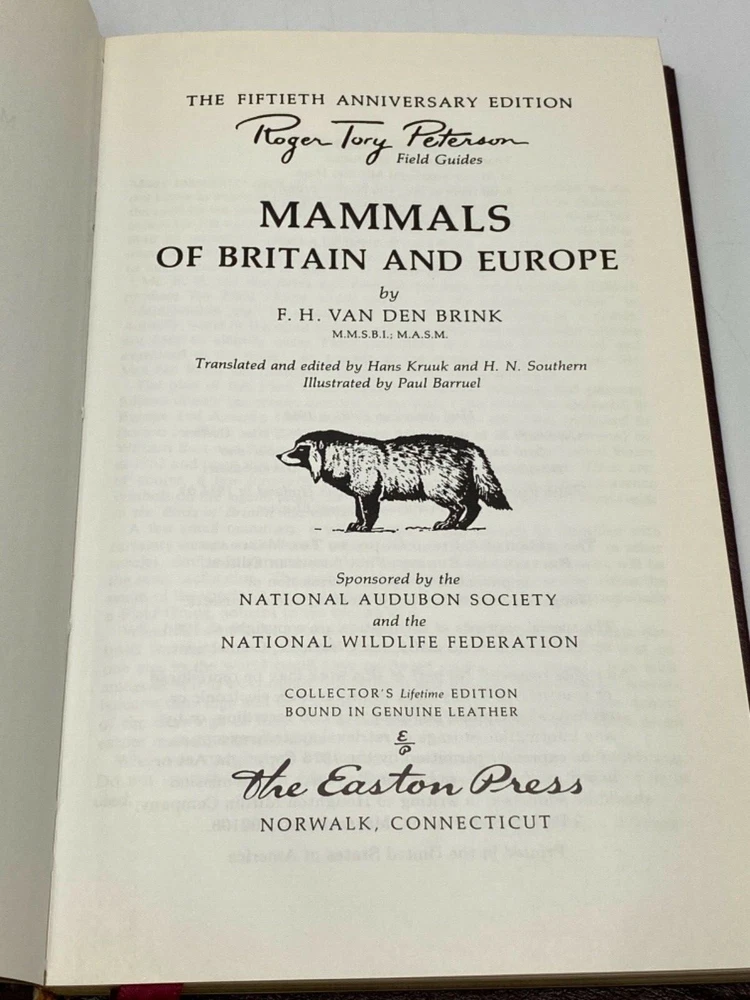 THE FIFTIETH ANNIVERSARY EDITION
Roger Tory Peterson
Field Guides
MAMMALS
OF BRITAIN AND EUROPE
by
F. H. VAN DEN BRINK
M.M.S.B.I.; M.A.S.M.
Translated and edited by Hans Kruuk and H. N. Southern
Illustrated by Paul Barruel
Sponsored by the
NATIONAL AUDUBON SOCIETY
and the
NATIONAL WILDLIFE FEDERATION
COLLECTOR'S Lifetime EDITION
BOUND IN GENUINE LEATHER
E/P
The Easton Press
NORWALK, CONNECTICUT